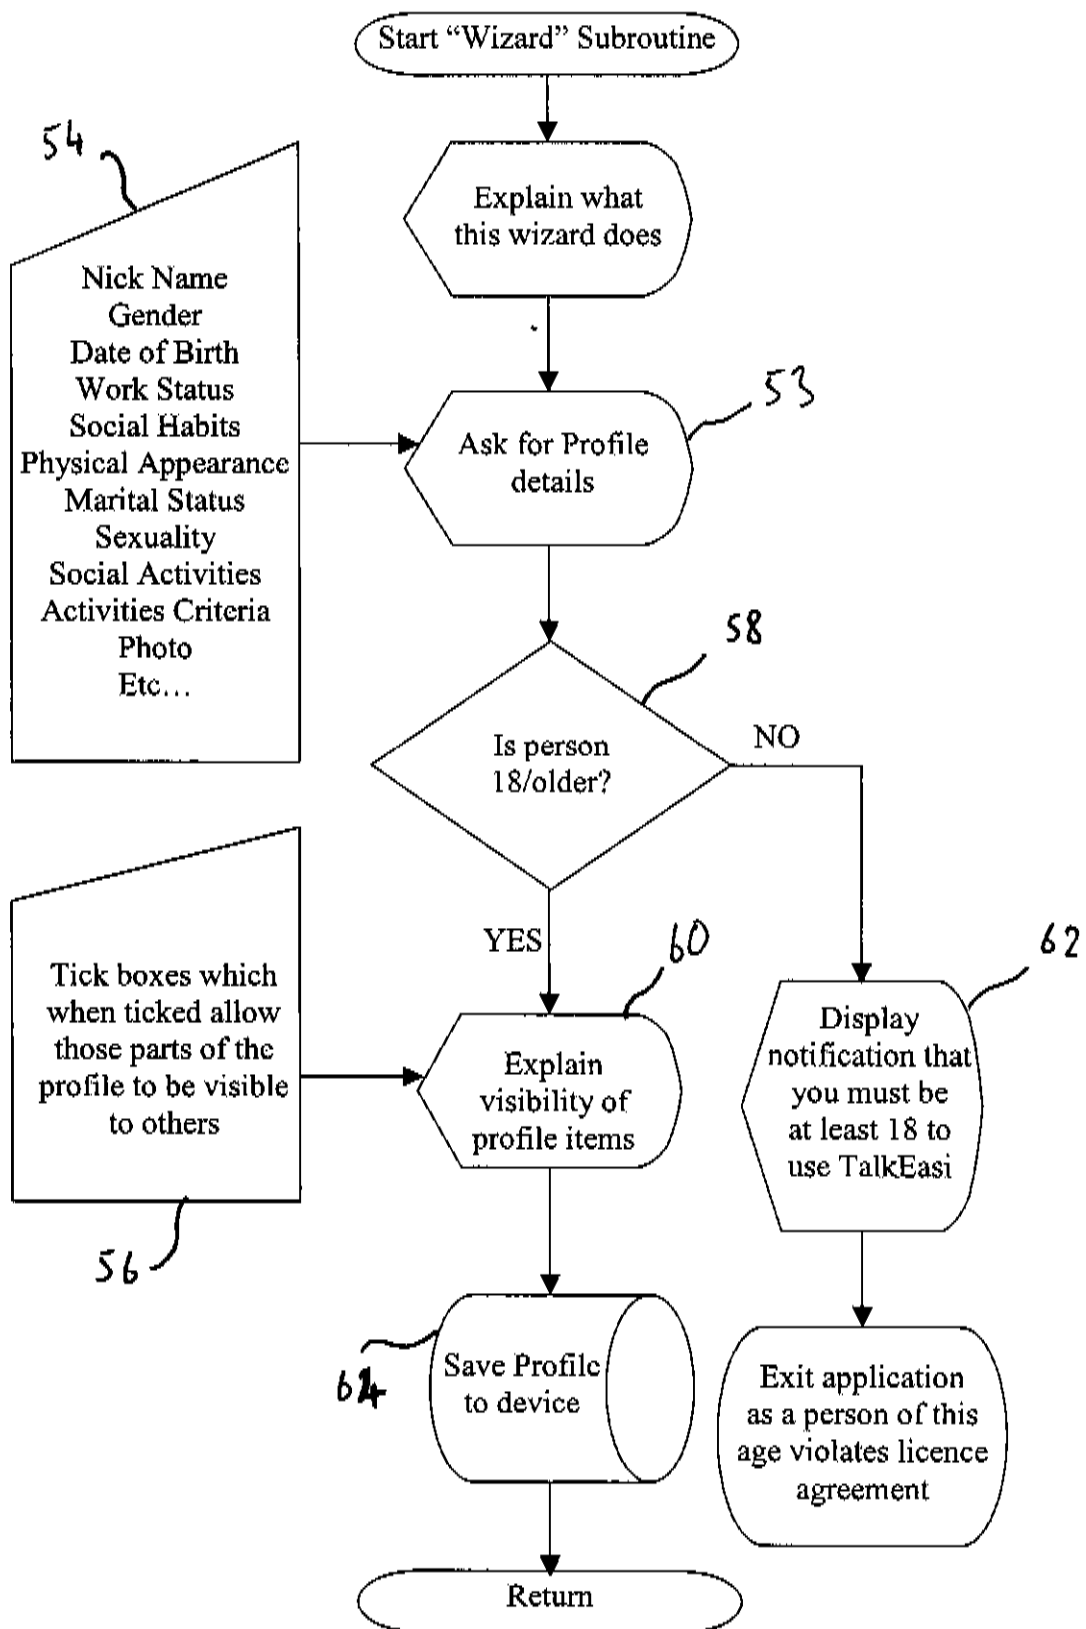 Start “Wizard” Subroutine
54
Explain what
this wizard does
Nick Name
Gender
Date of Birth
Work Status
Social Habits
Physical Appearance
Marital Status
Sexuality
Social Activities
Activities Criteria
Photo
Etc...
53
Ask for Profile
details
58
Is person
18/older?
NO
YES
60
62
Tick boxes which
when ticked allow
those parts of the
profile to be visible
to others
56
Explain
visibility of
profile items
Display
notification that
you must be
at least 18 to
use TalkEasi
64
Save Profile
to device
Exit application
as a person of this
age violates licence
agreement
Return